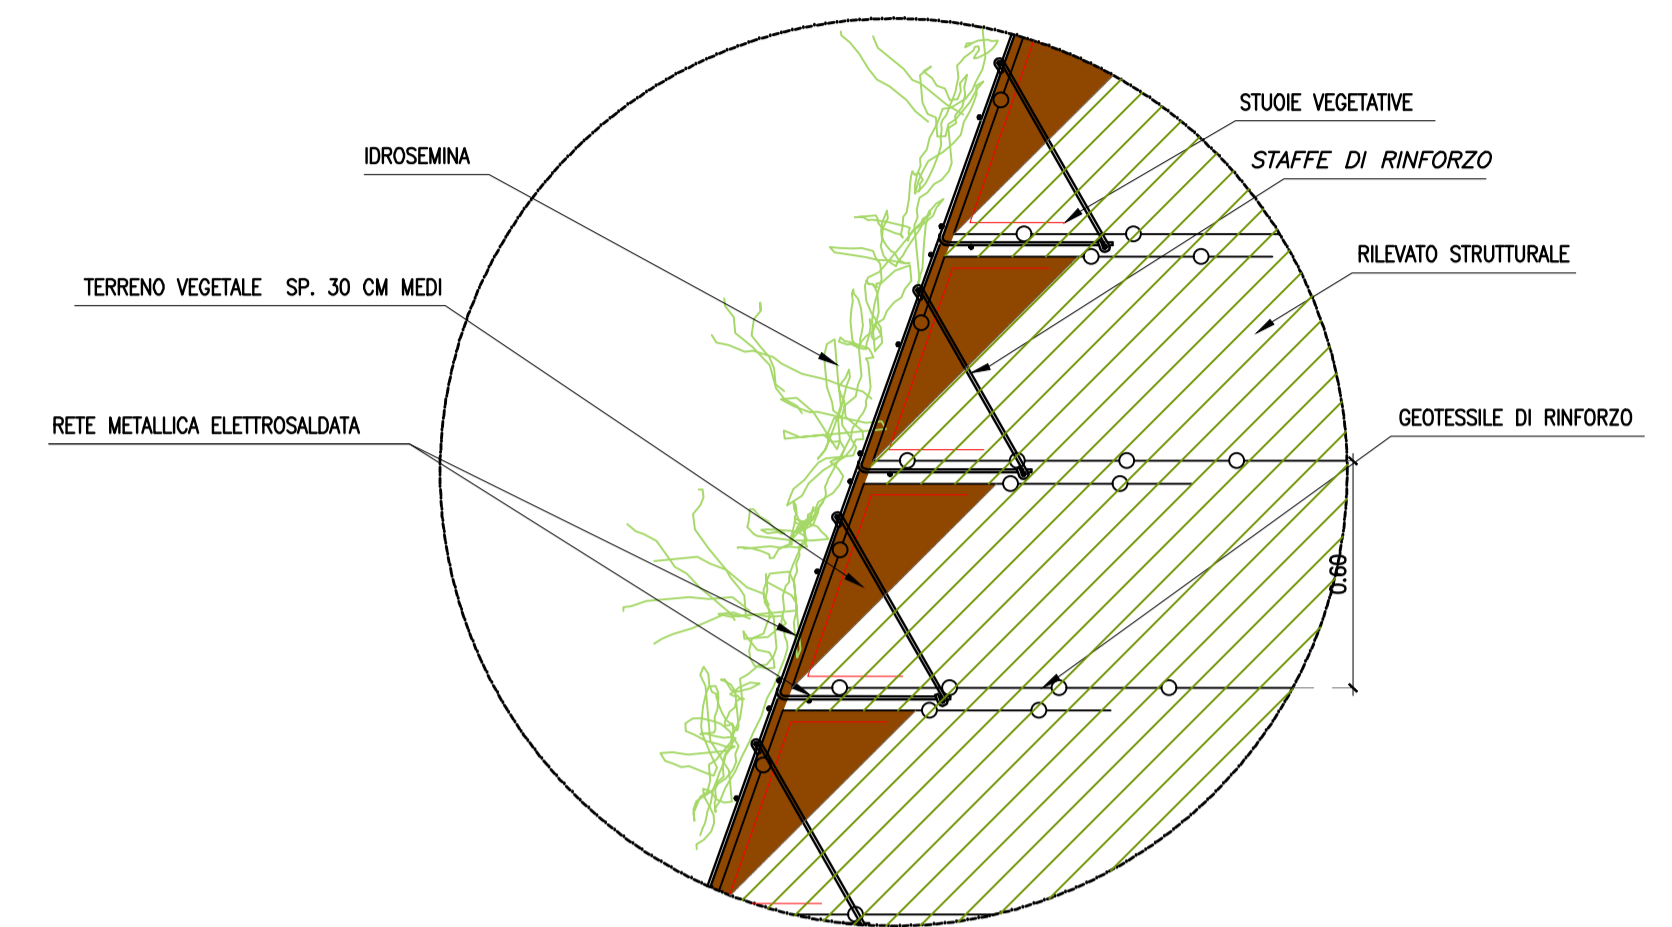 STUOIE VEGETATIVE
IDROSEMINA
STAFFE DI RINFORZO
RILEVATO STRUTTURALE
TERRENO VEGETALE SP. 30 CM MEDI
RETE METALLICA ELETTROSALDATA
GEOTESSILE DI RINFORZO
0.60